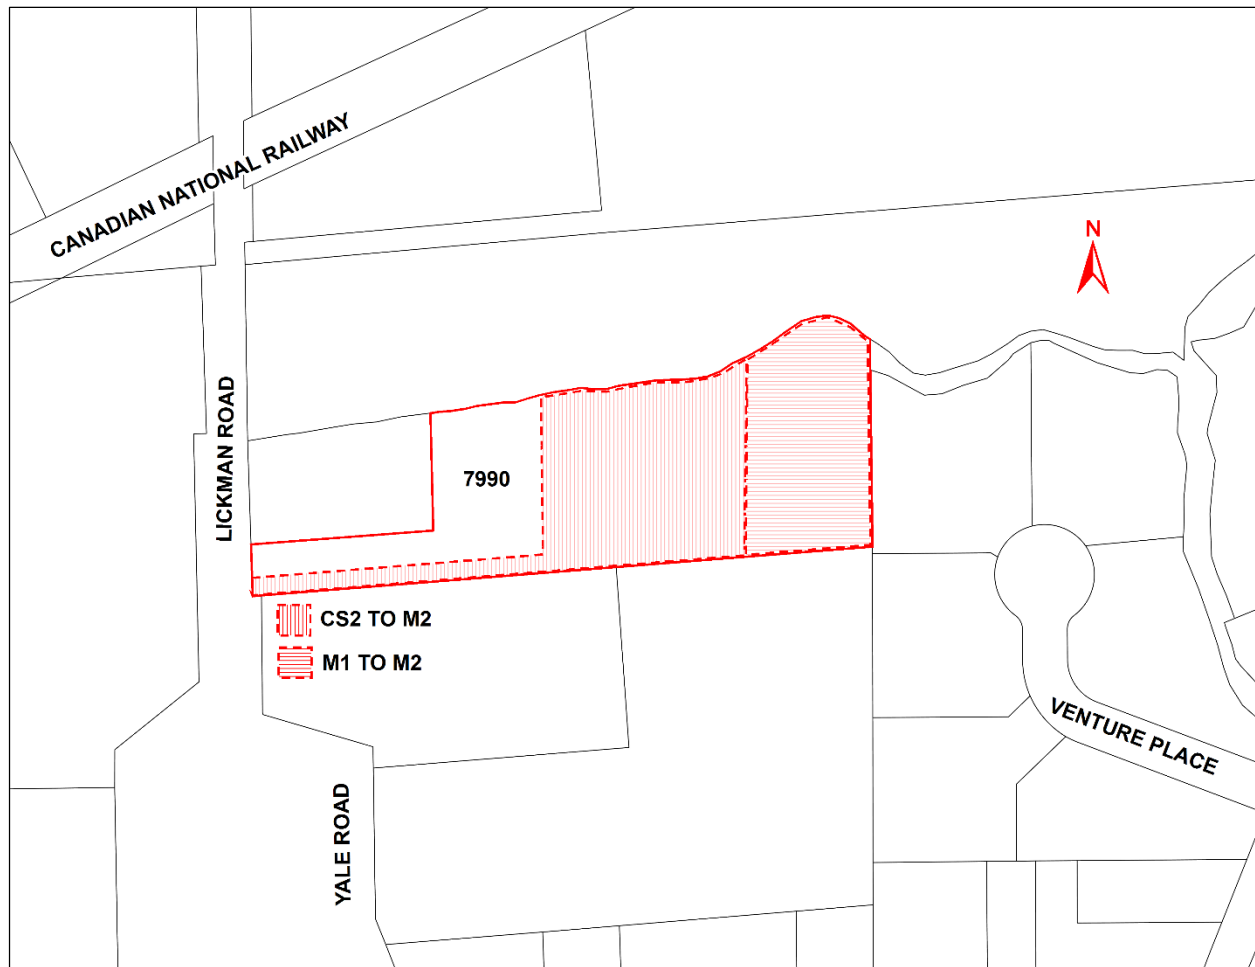 CANADIAN NATIONAL RAILWAY
N
LICKMAN ROAD
7990
CS2 TO M2
M1 TO M2
VENTURE PLACE
YALE ROAD